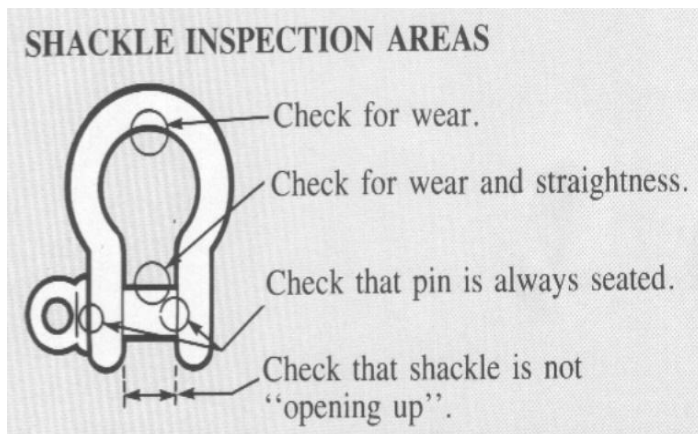 SHACKLE INSPECTION AREAS
Check for wear.
Check for wear and straightness.
Check that pin is always seated.
Check that shackle is not
‘‘opening up’’.